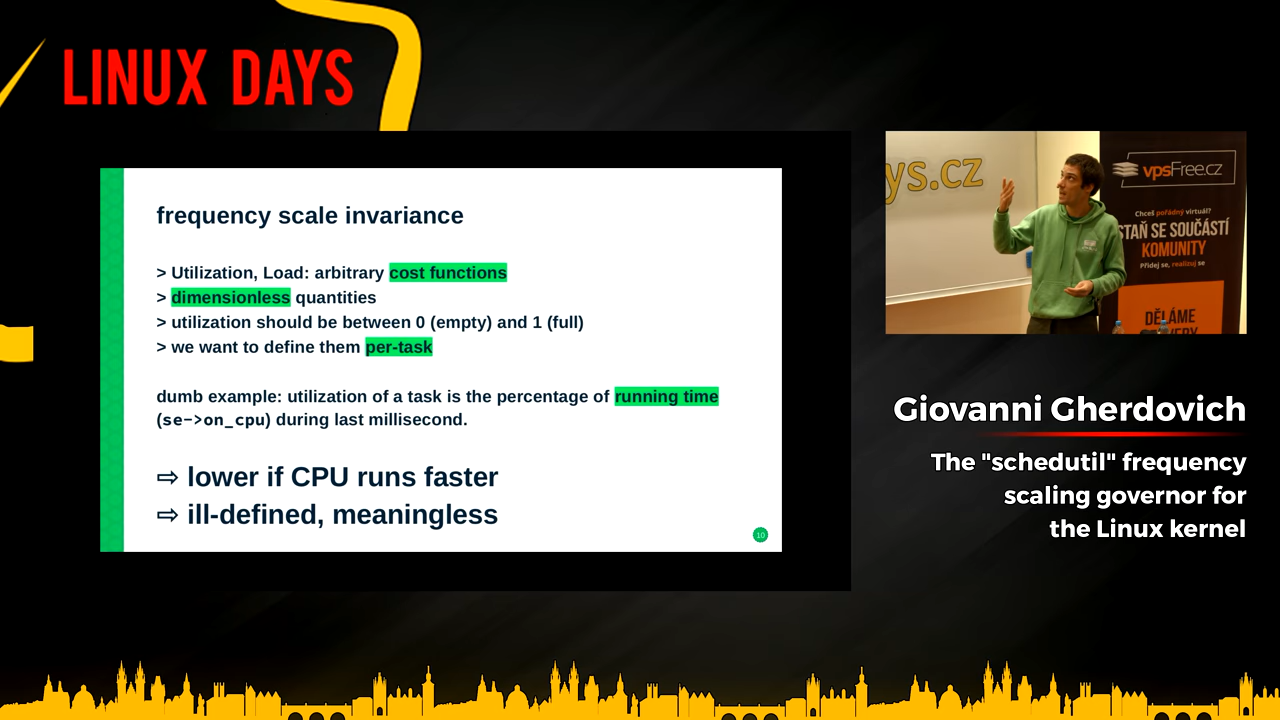 LINUX DAYS
frequency scale invariance
> Utilization, Load: arbitrary cost functions
> dimensionless quantities
> utilization should be between 0 (empty) and 1 (full)
> we want to define them per-task
dumb example: utilization of a task is the percentage of running time
(se->on_cpu) during last millisecond.
⇨ lower if CPU runs faster
⇨ ill-defined, meaningless
10
ys.cz
vpsFree.cz
Chceš pořádný virtuál?
STAŇ SE SOUČÁSTÍ
KOMUNITY
Přidej se, realizuj se
DĚLÁME
Giovanni Gherdovich
The "schedutil" frequency
scaling governor for
the Linux kernel